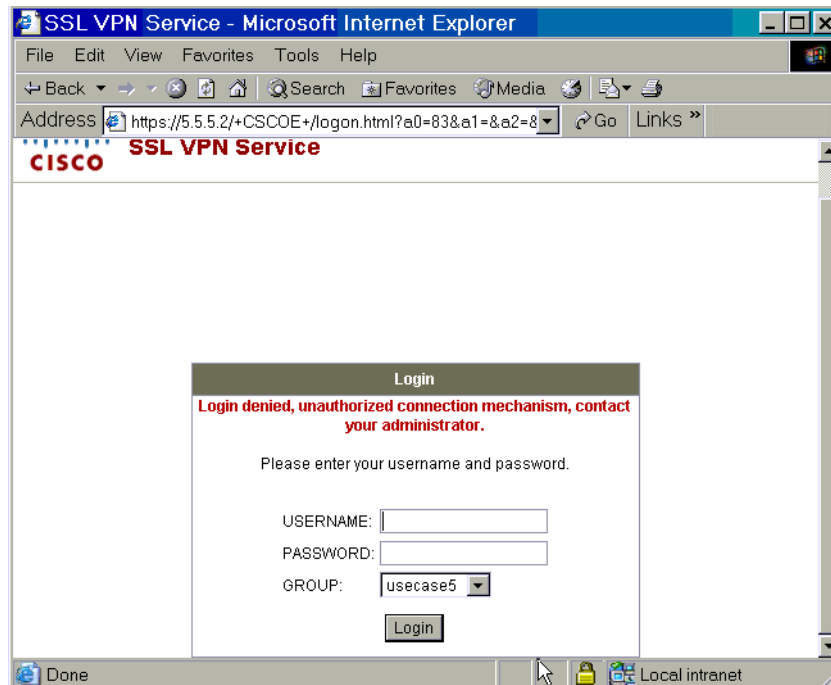 SSL VPN Service - Microsoft Internet Explorer
File Edit View Favorites Tools Help
Back Search Favorites Media
Address https://5.5.5.2/+CSCOE+/logon.html?a0=83&a1=&a2=& Go Links »
CISCO SSL VPN Service
Login
Login denied, unauthorized connection mechanism, contact
your administrator.
Please enter your username and password.
USERNAME:
PASSWORD:
GROUP: usecase5
Login
Done Local intranet